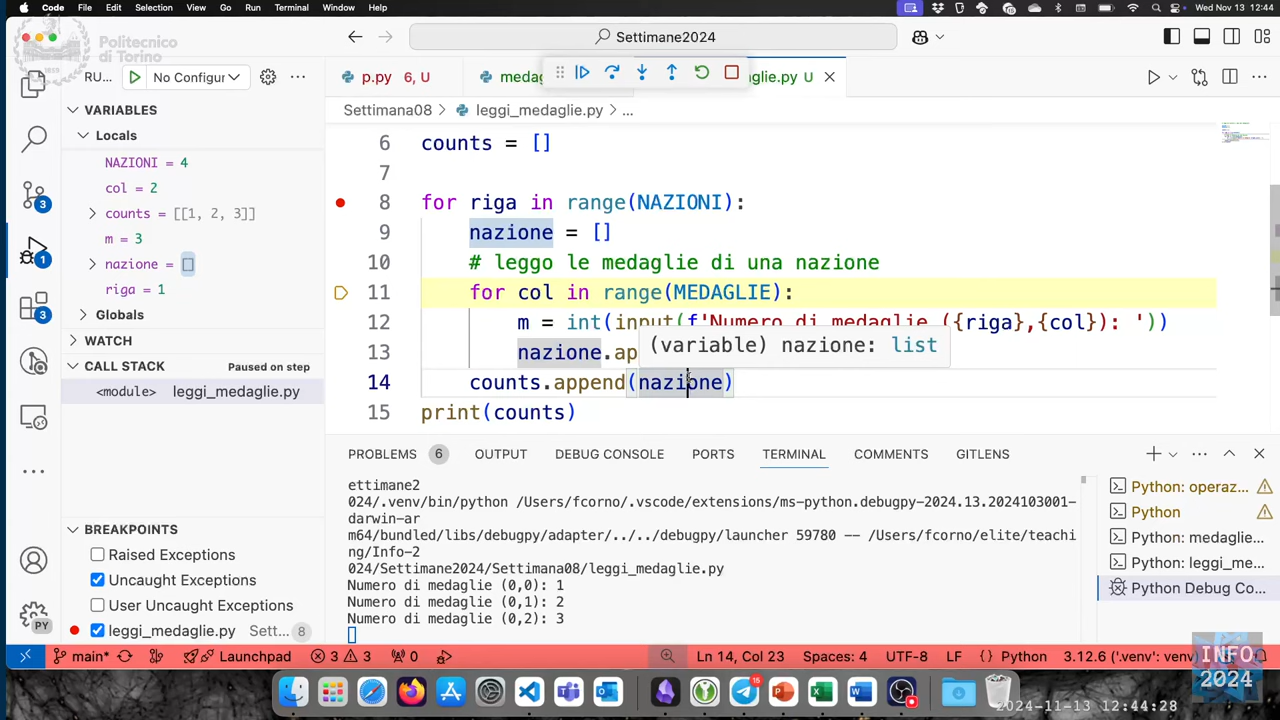 Code File Edit Selection View Go Run Terminal Window Help
Wed Nov 13 12:44
Politecnico
di Torino
Settimane2024
RU... No Configur
p.py 6, U
medag
glie.py U
VARIABLES
Settimana08 > leggi_medaglie.py > ...
Locals
NAZIONI = 4
col = 2
counts = [[1, 2, 3]]
m = 3
nazione = []
riga = 1
Globals
WATCH
CALL STACK Paused on step
<module> leggi_medaglie.py
BREAKPOINTS
Raised Exceptions
Uncaught Exceptions
User Uncaught Exceptions
leggi_medaglie.py Sett... 8
3
1
3
PY
6 counts = []
7
8 for riga in range(NAZIONI):
9 nazione = []
10 # leggo le medaglie di una nazione
11 for col in range(MEDAGLIE):
12 m = int(input(f'Numero di medaglie ({riga},{col}): '))
13 nazione.ap
(variable) nazione: list
14 counts.append(nazione)
15 print(counts)
PROBLEMS 6 OUTPUT DEBUG CONSOLE PORTS TERMINAL COMMENTS GITLENS
ettimane2
024/.venv/bin/python /Users/fcorno/.vscode/extensions/ms-python.debugpy-2024.13.2024103001-
darwin-ar
m64/bundled/libs/debugpy/adapter/../../debugpy/launcher 59780 -- /Users/fcorno/elite/teachi
ng/Info-2
024/Settimane2024/Settimana08/leggi_medaglie.py
Numero di medaglie (0,0): 1
Numero di medaglie (0,1): 2
Numero di medaglie (0,2): 3
Python: operaz...
Python
Python: medaglie...
Python: leggi_me...
Python Debug Co...
main* Launchpad 3 3 0 Ln 14, Col 23 Spaces: 4 UTF-8 LF {} Python 3.12.6 ('.venv': venv)
15
INFO
2024
2024-11-13 12:44:28